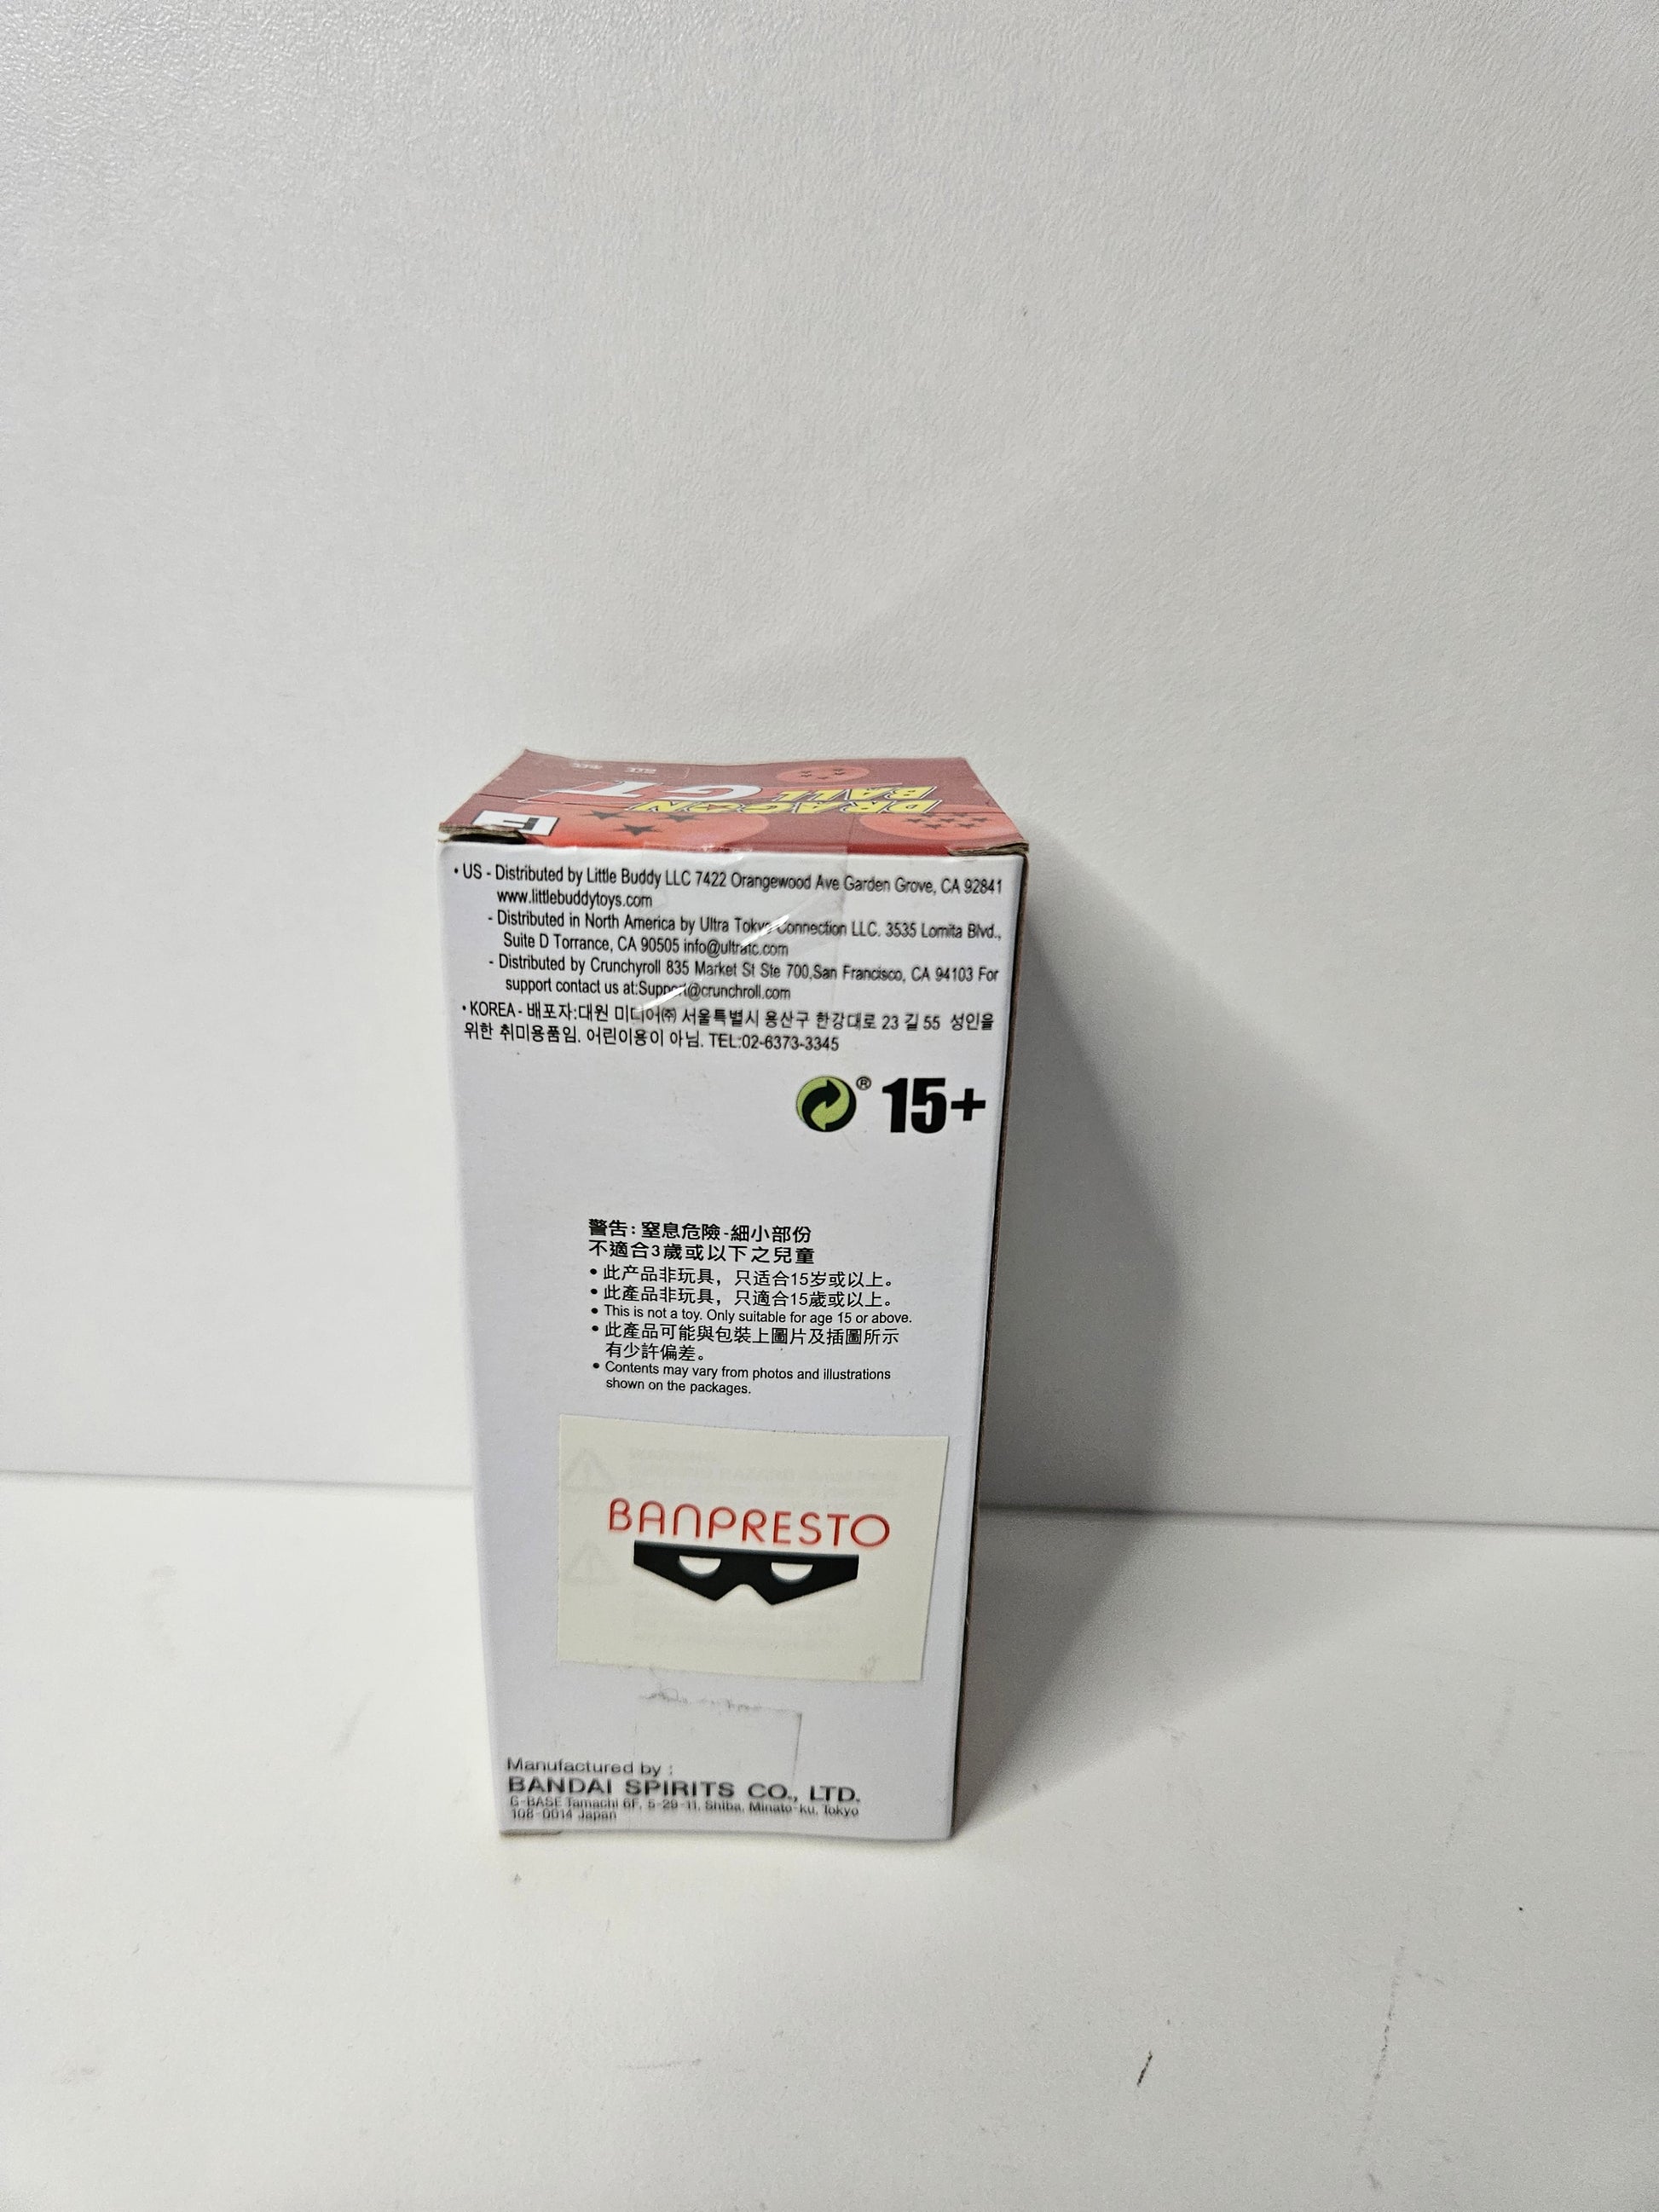 DRAGON
BALL GT
• US - Distributed by Little Buddy LLC 7422 Orangewood Ave Garden Grove, CA 92841
www.littlebuddytoys.com
- Distributed in North America by Ultra Tokyo Connection LLC. 3535 Lomita Blvd.,
Suite D Torrance, CA 90505 info@ultratc.com
- Distributed by Crunchyroll 835 Market St Ste 700,San Francisco, CA 94103 For
support contact us at:Support@crunchroll.com
• KOREA - 배포자:대원 미디어㈜ 서울특별시 용산구 한강대로 23 길 55 성인을
위한 취미용품임. 어린이용이 아님. TEL:02-6373-3345
® 15+
警告: 窒息危險-細小部份
不適合3歲或以下之兒童
• 此产品非玩具，只适合15岁或以上。
• 此產品非玩具，只適合15歲或以上。
• This is not a toy. Only suitable for age 15 or above.
• 此產品可能與包裝上圖片及插圖所示
有少許偏差。
• Contents may vary from photos and illustrations
shown on the packages.
BANPRESTO
Manufactured by :
BANDAI SPIRITS CO., LTD.
G-BASE Tamachi 6F, 5-29-11, Shiba, Minato-ku, Tokyo
108-0014 Japan